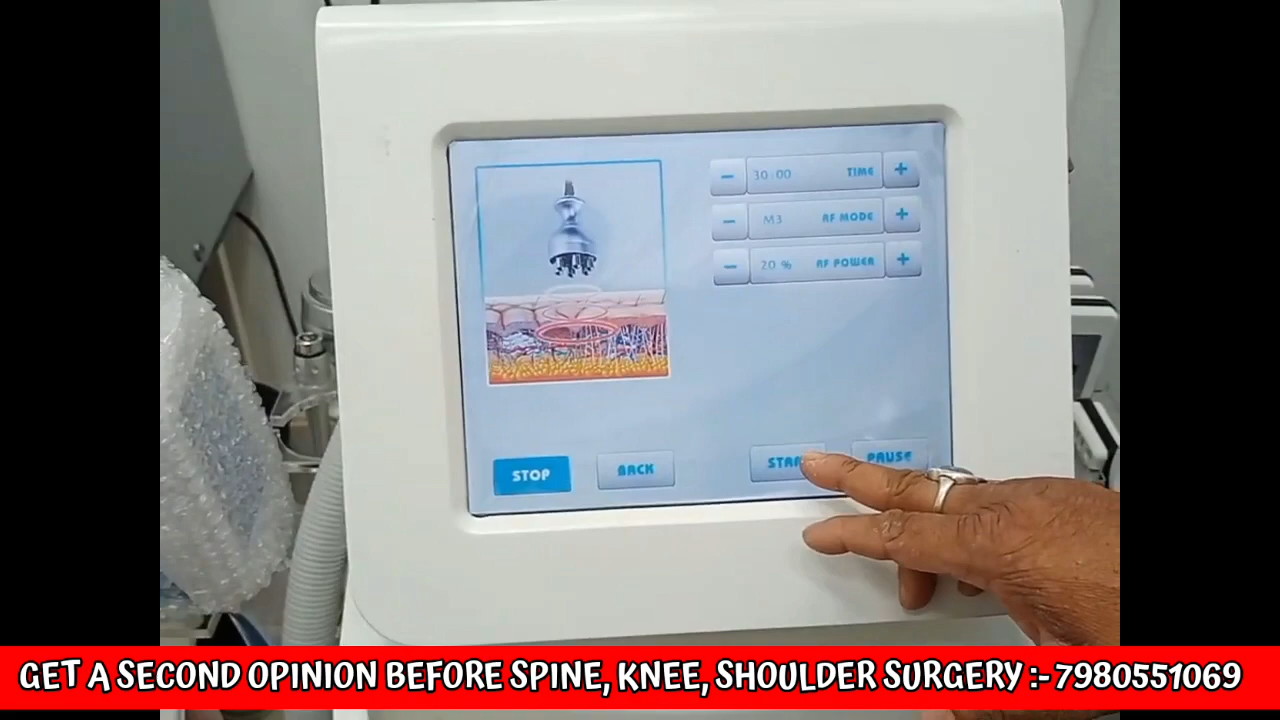 30:00 TIME
M3 RF MODE
20 % RF POWER
STOP
BACK
PAUSE
GET A SECOND OPINION BEFORE SPINE, KNEE, SHOULDER SURGERY :- 7980551069